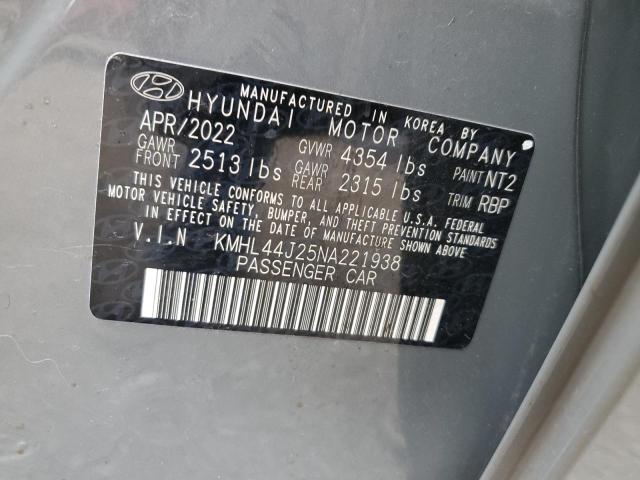 MANUFACTURED IN KOREA BY
HYUNDAI MOTOR COMPANY
APR/2022 GVWR 4354 lbs PAINT NT2
GAWR FRONT 2513 lbs GAWR REAR 2315 lbs TRIM RBP
THIS VEHICLE CONFORMS TO ALL APPLICABLE U.S.A. FEDERAL
MOTOR VEHICLE SAFETY, BUMPER, AND THEFT PREVENTION STANDARDS
IN EFFECT ON THE DATE OF MANUFACTURE SHOWN ABOVE
V.I.N KMHL44J25NA221938
PASSENGER CAR